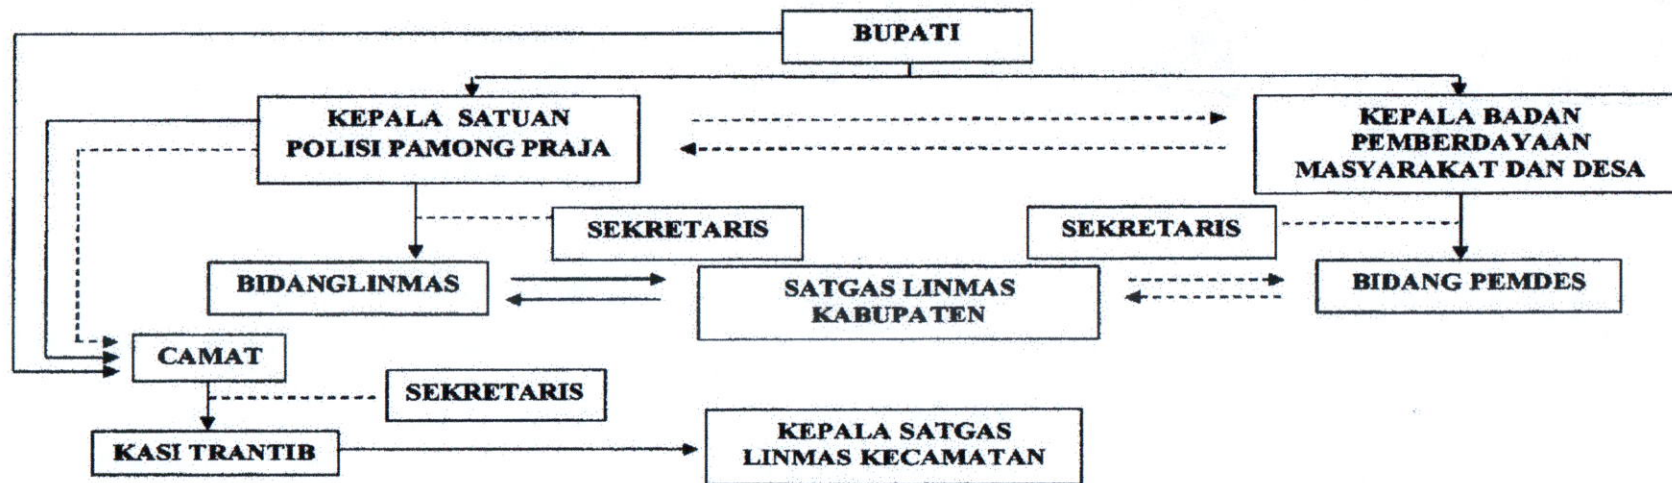 BUPATI
KEPALA SATUAN
POLISI PAMONG PRAJA
KEPALA BADAN
PEMBERDAYAAN
MASYARAKAT DAN DESA
SEKRETARIS
SEKRETARIS
BIDANGLINMAS
SATGAS LINMAS
KABUPATEN
BIDANG PEMDES
CAMAT
SEKRETARIS
KASI TRANTIB
KEPALA SATGAS
LINMAS KECAMATAN